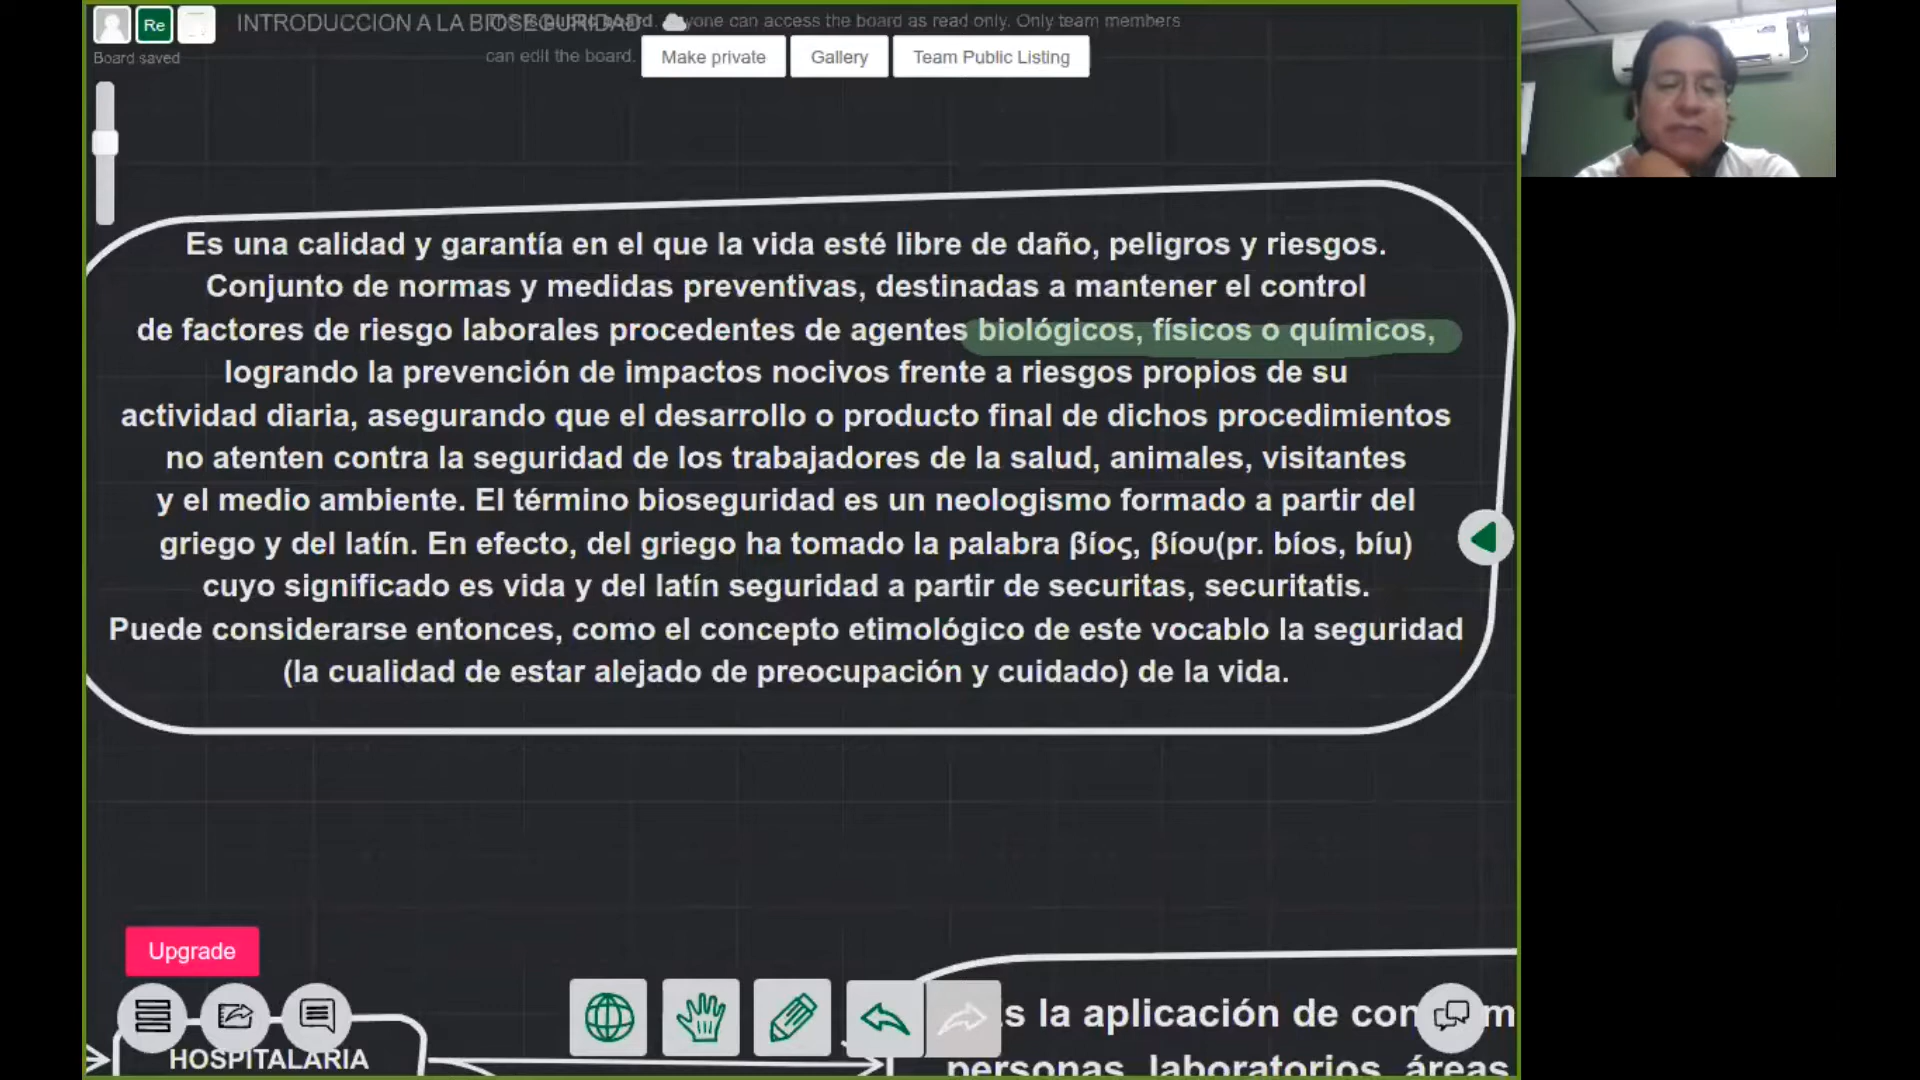 Re
INTRODUCCION A LA BIOSEGURIDAD
yone can access the board as read only. Only team members
Board saved
can edit the board.
Make private
Gallery
Team Public Listing
Es una calidad y garantía en el que la vida esté libre de daño, peligros y riesgos.
Conjunto de normas y medidas preventivas, destinadas a mantener el control
de factores de riesgo laborales procedentes de agentes biológicos, físicos o químicos,
logrando la prevención de impactos nocivos frente a riesgos propios de su
actividad diaria, asegurando que el desarrollo o producto final de dichos procedimientos
no atenten contra la seguridad de los trabajadores de la salud, animales, visitantes
y el medio ambiente. El término bioseguridad es un neologismo formado a partir del
griego y del latín. En efecto, del griego ha tomado la palabra βíος, βíου(pr. bíos, bíu)
cuyo significado es vida y del latín seguridad a partir de securitas, securitatis.
Puede considerarse entonces, como el concepto etimológico de este vocablo la seguridad
(la cualidad de estar alejado de preocupación y cuidado) de la vida.
Upgrade
HOSPITALARIA
s la aplicación de con m
personas, laboratorios, áreas